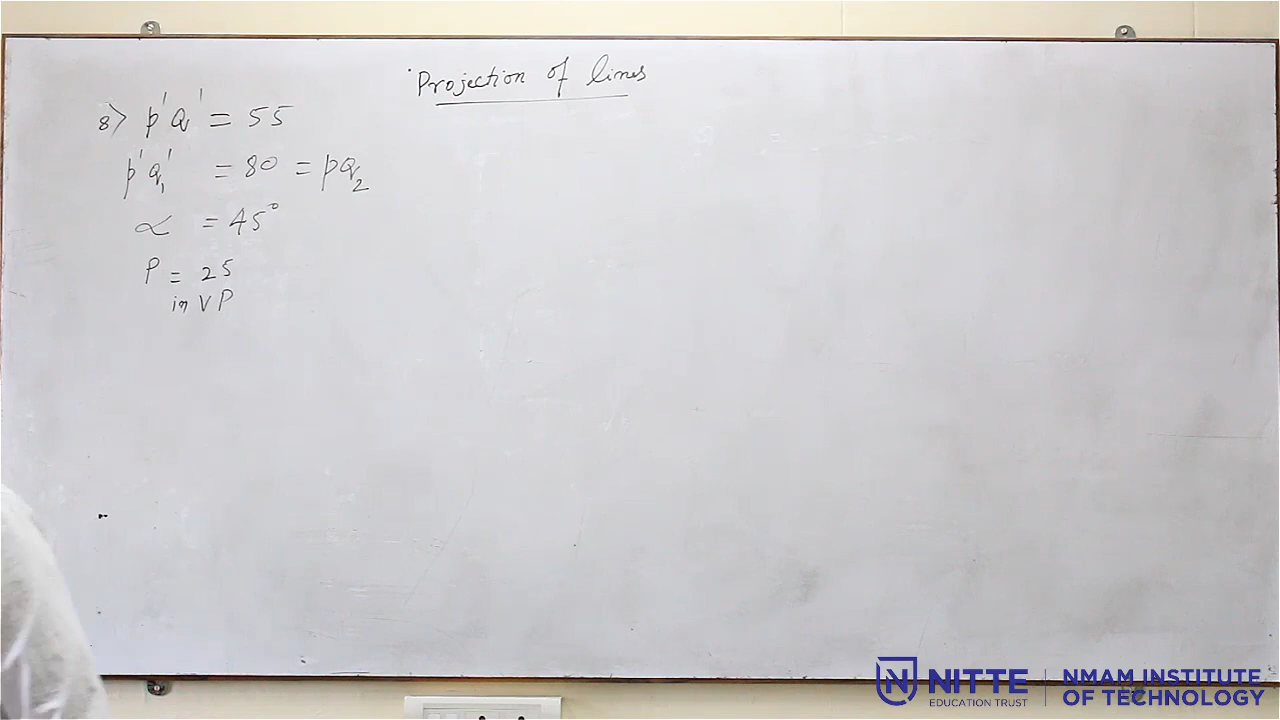 Projection of lines
8> p'q' = 55
p'q₁' = 80 = pq₂
α = 45°
P = 25
in VP
NITTE
EDUCATION TRUST
NMAM INSTITUTE
OF TECHNOLOGY